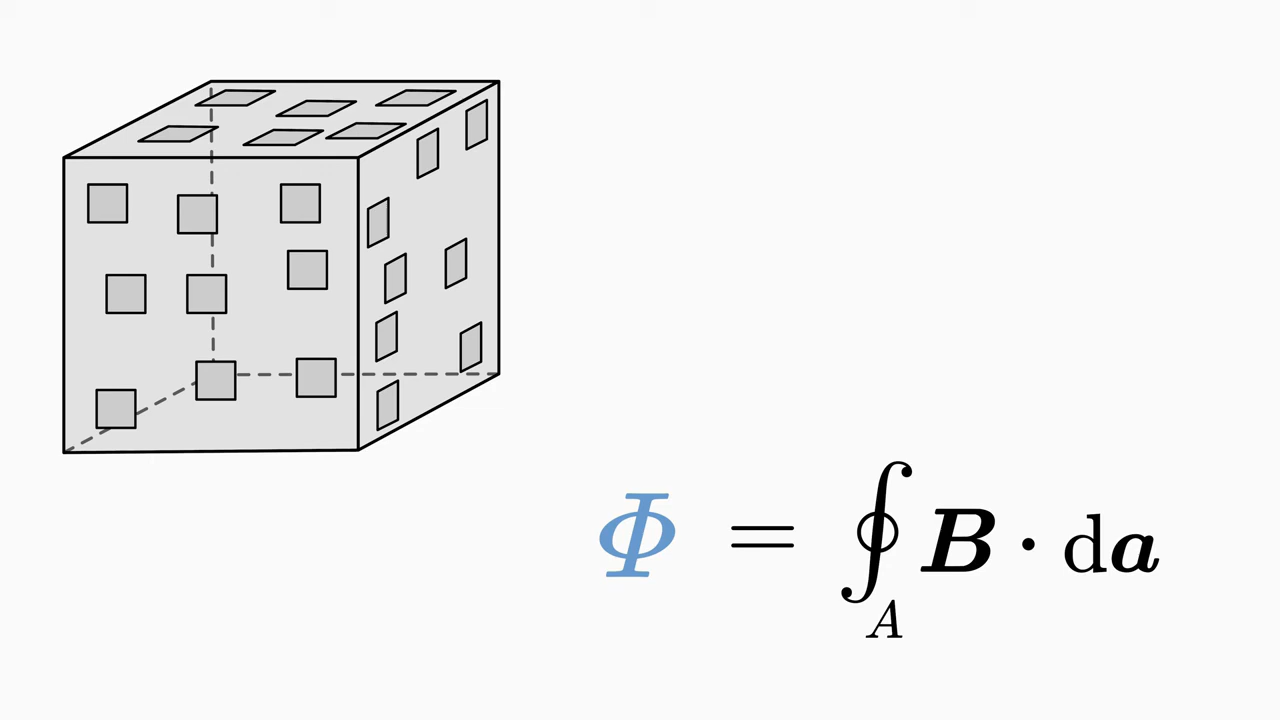 Φ = ∮_A B · da